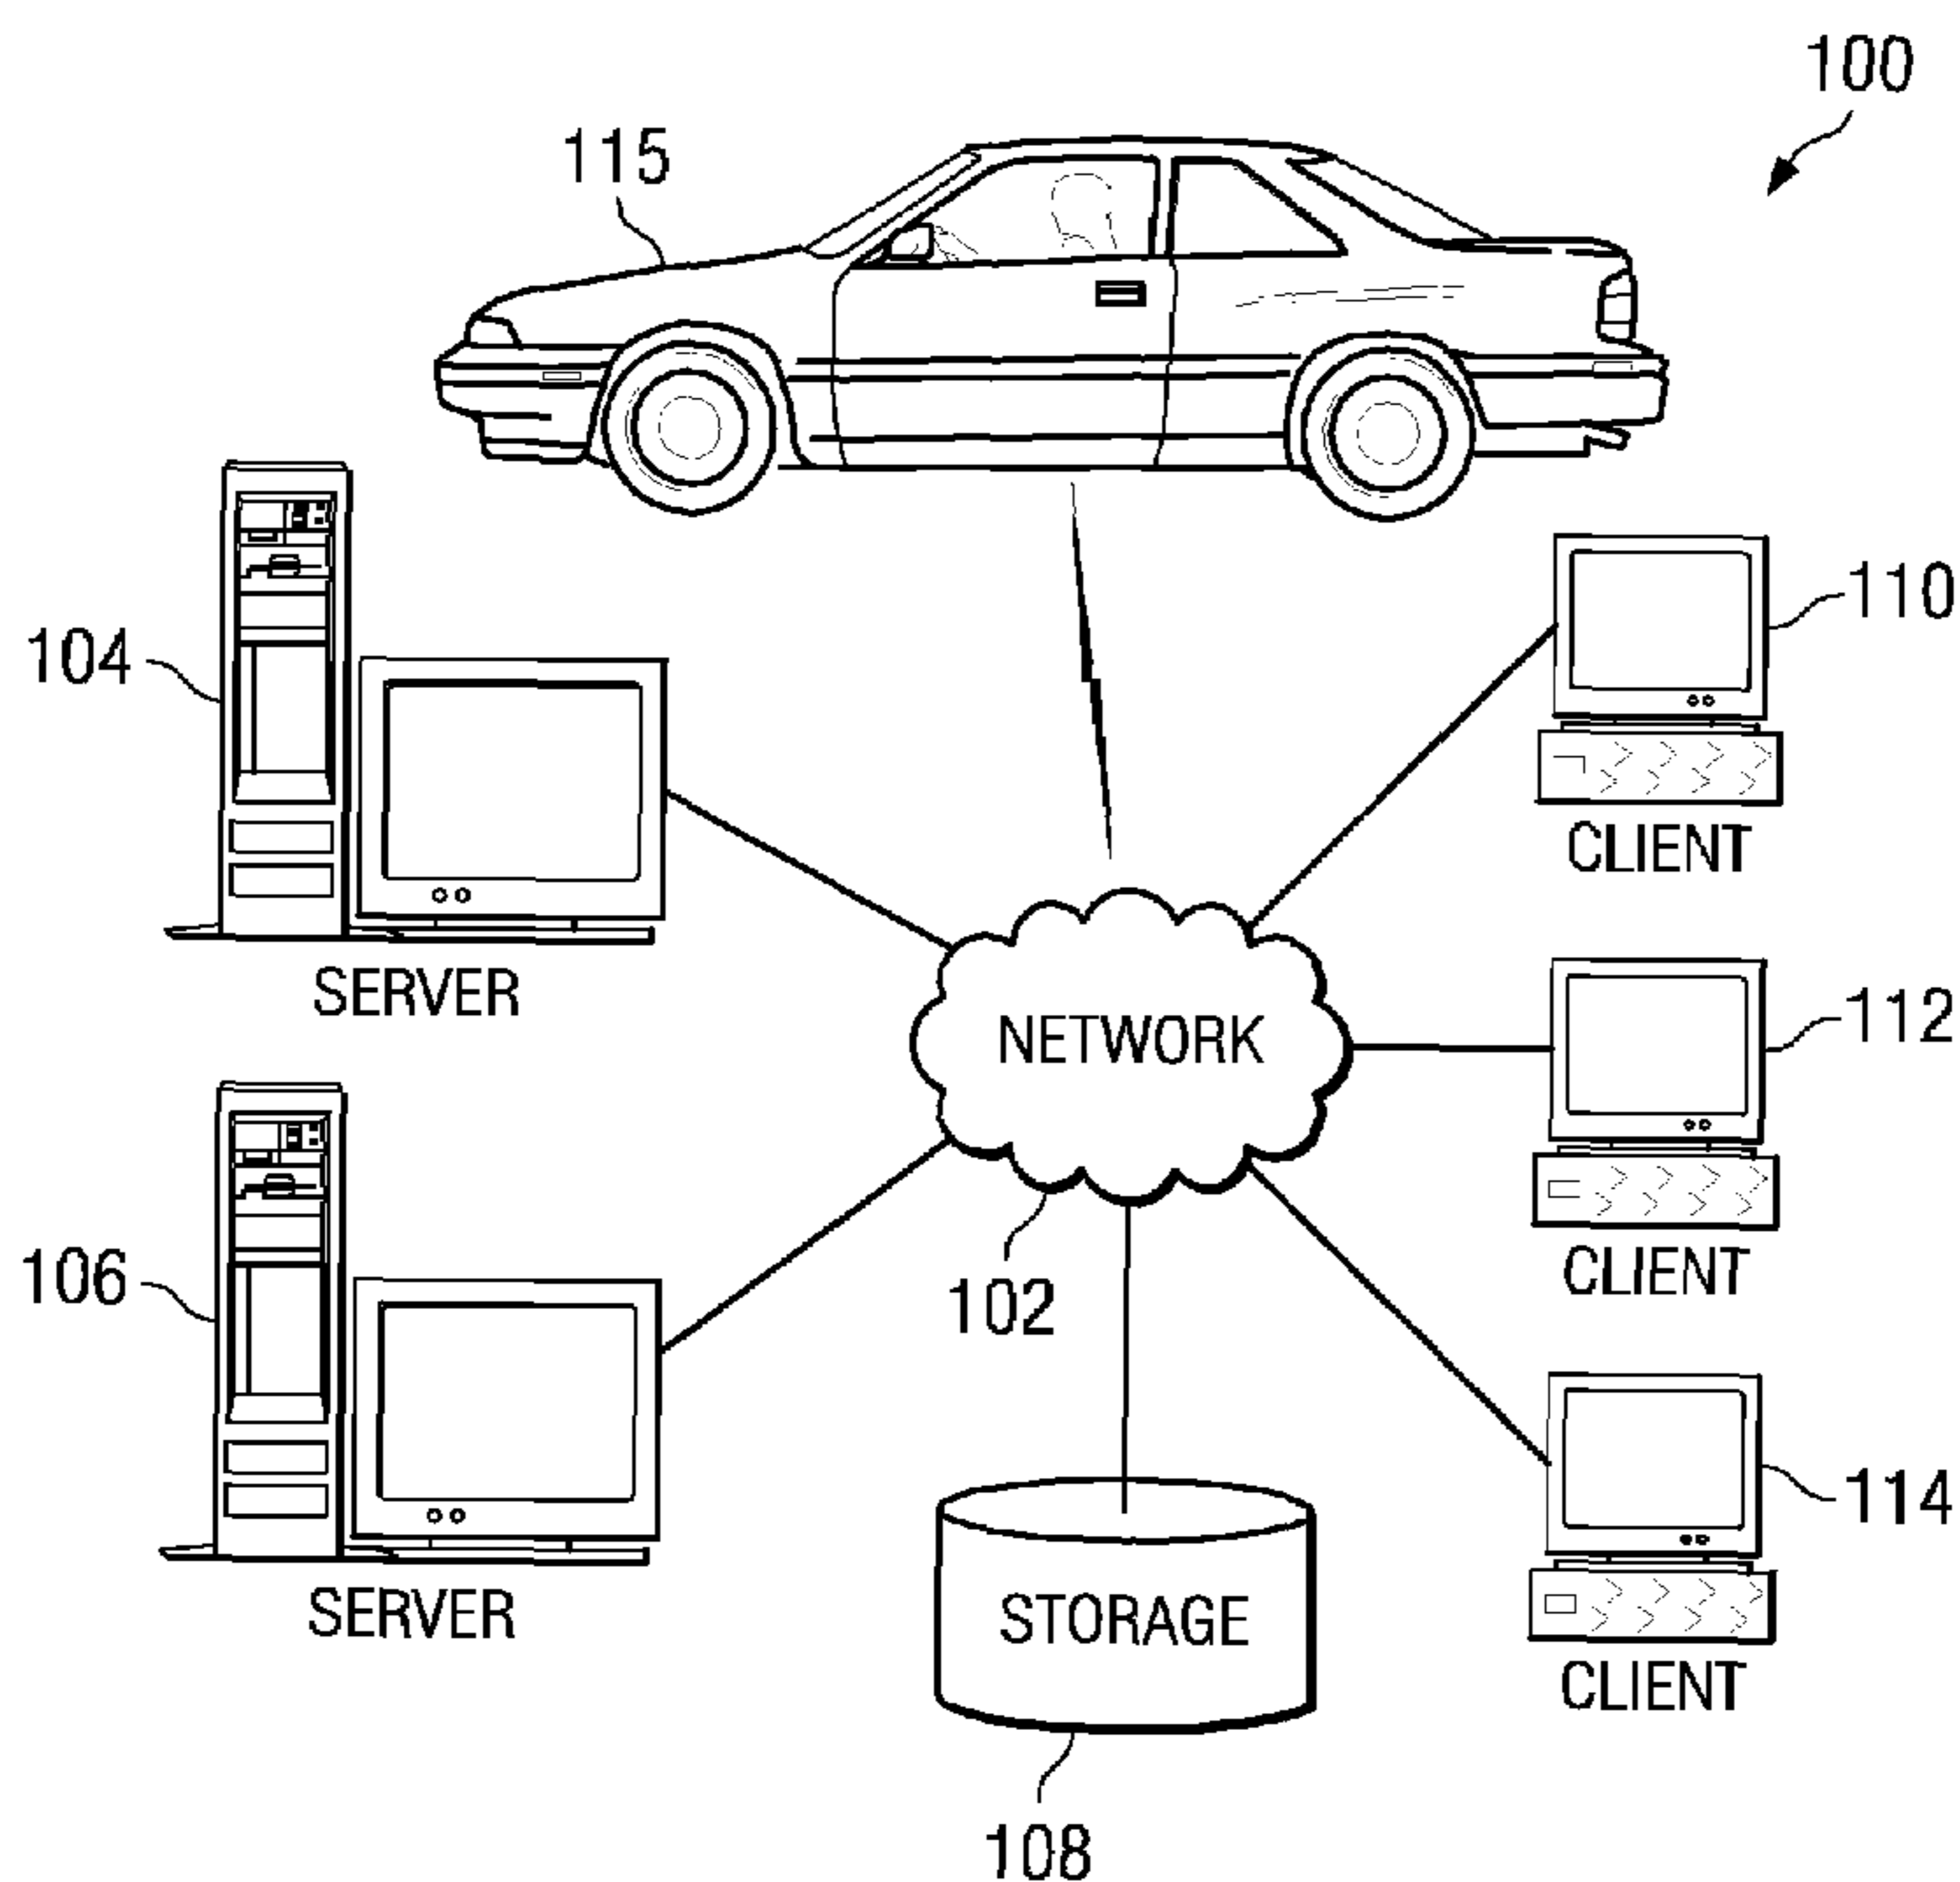 100
115
110
104
CLIENT
SERVER
NETWORK
112
106
102
CLIENT
114
STORAGE
SERVER
CLIENT
108